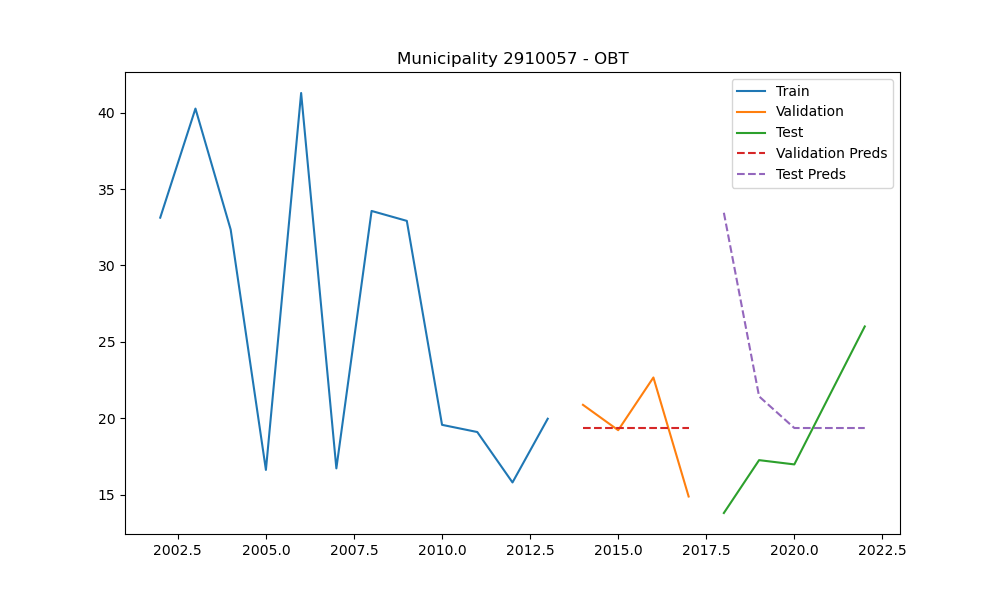 Municipality 2910057 - OBT
Train
Validation
Test
Validation Preds
Test Preds
40
35
30
25
20
15
2002.5 2005.0 2007.5 2010.0 2012.5 2015.0 2017.5 2020.0 2022.5